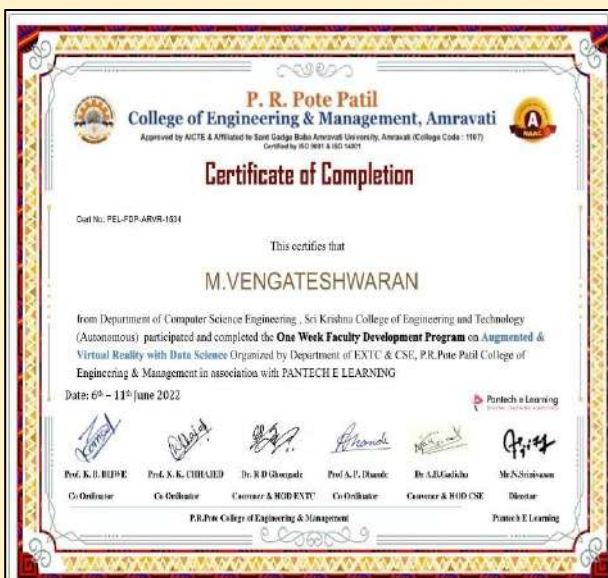 P. R. Pote Patil
College of Engineering & Management, Amravati
Approved by AICTE & Affiliated to Sant Gadge Baba Amravati University, Amravati (College Code : 1107)
Certified by ISO 9001 & ISO 14001
A
NAAC
Certificate of Completion
Cert No: PEL-FDP-ARVR-1634
This certifies that
M.VENGATESHWARAN
from Department of Computer Science Engineering , Sri Krishna College of Engineering and Technology
(Autonomous) participated and completed the One Week Faculty Development Program on Augmented &
Virtual Reality with Data Science Organized by Department of EXTC & CSE, P.R.Pote Patil College of
Engineering & Management in association with PANTECH E LEARNING
Date: 6th – 11th June 2022
Pantech e Learning
Prof. K. B. BIJWE Prof. N. K. CHHAJED Dr. R D Ghongade Prof A. P. Dhande Dr A.B.Gadicha Mr.N.Srinivasan
Co Ordinator Co Ordinator Convener & HOD EXTC Co Ordinator Convener & HOD CSE Director
P.R.Pote College of Engineering & Management Pantech E Learning